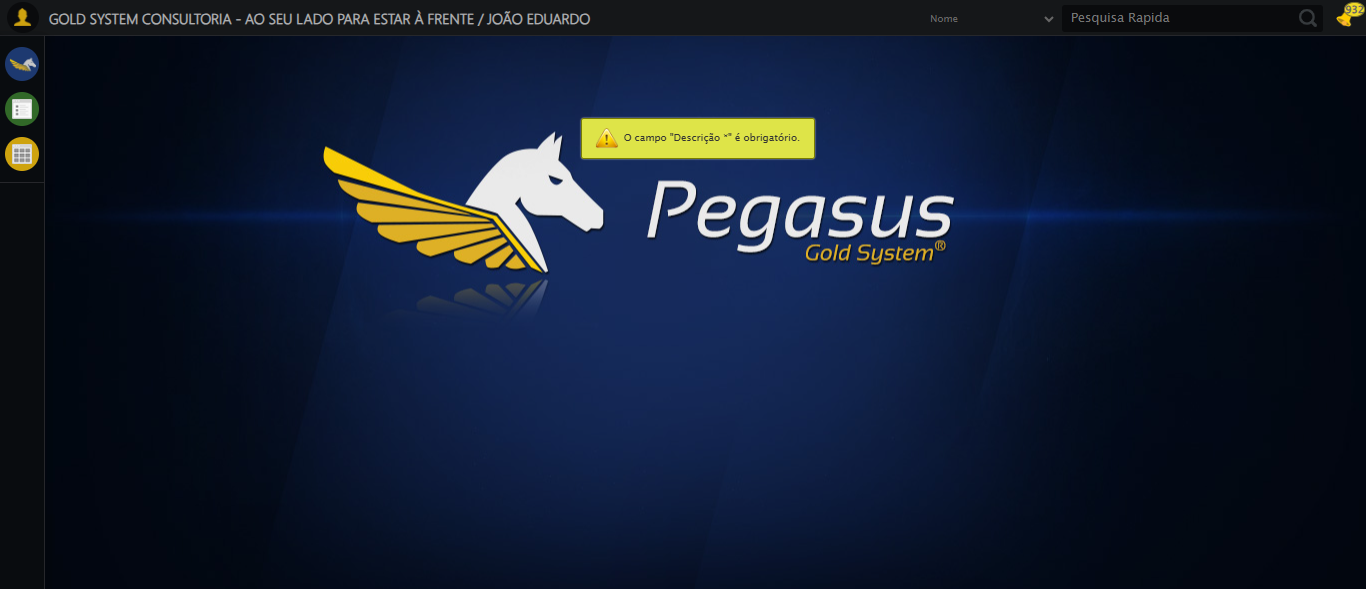 GOLD SYSTEM CONSULTORIA - AO SEU LADO PARA ESTAR À FRENTE / JOÃO EDUARDO
Nome
Pesquisa Rapida
932
O campo "Descrição *" é obrigatório.
Pegasus
Gold System®